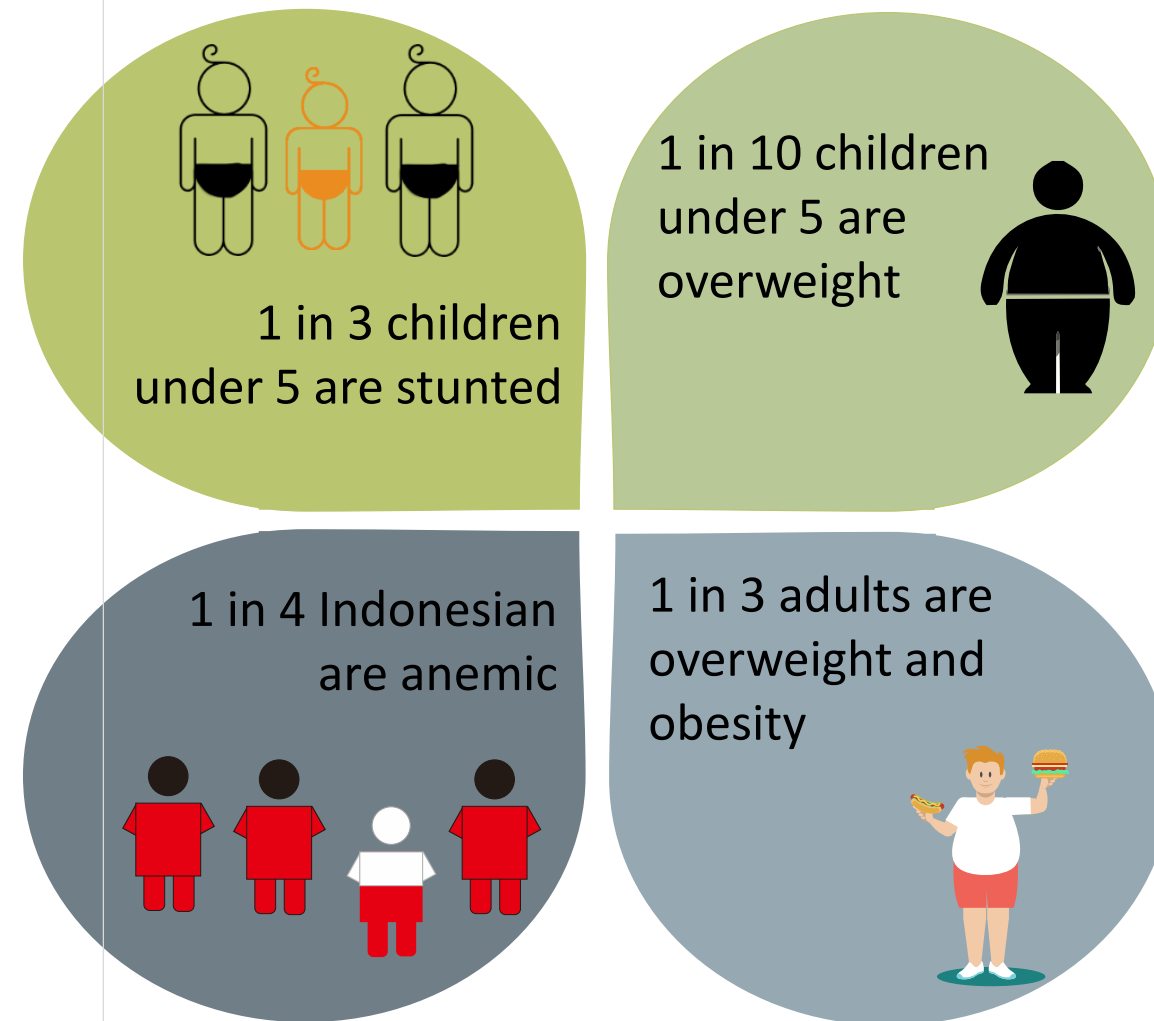 1 in 3 children
under 5 are stunted
1 in 10 children
under 5 are
overweight
1 in 4 Indonesian
are anemic
1 in 3 adults are
overweight and
obesity